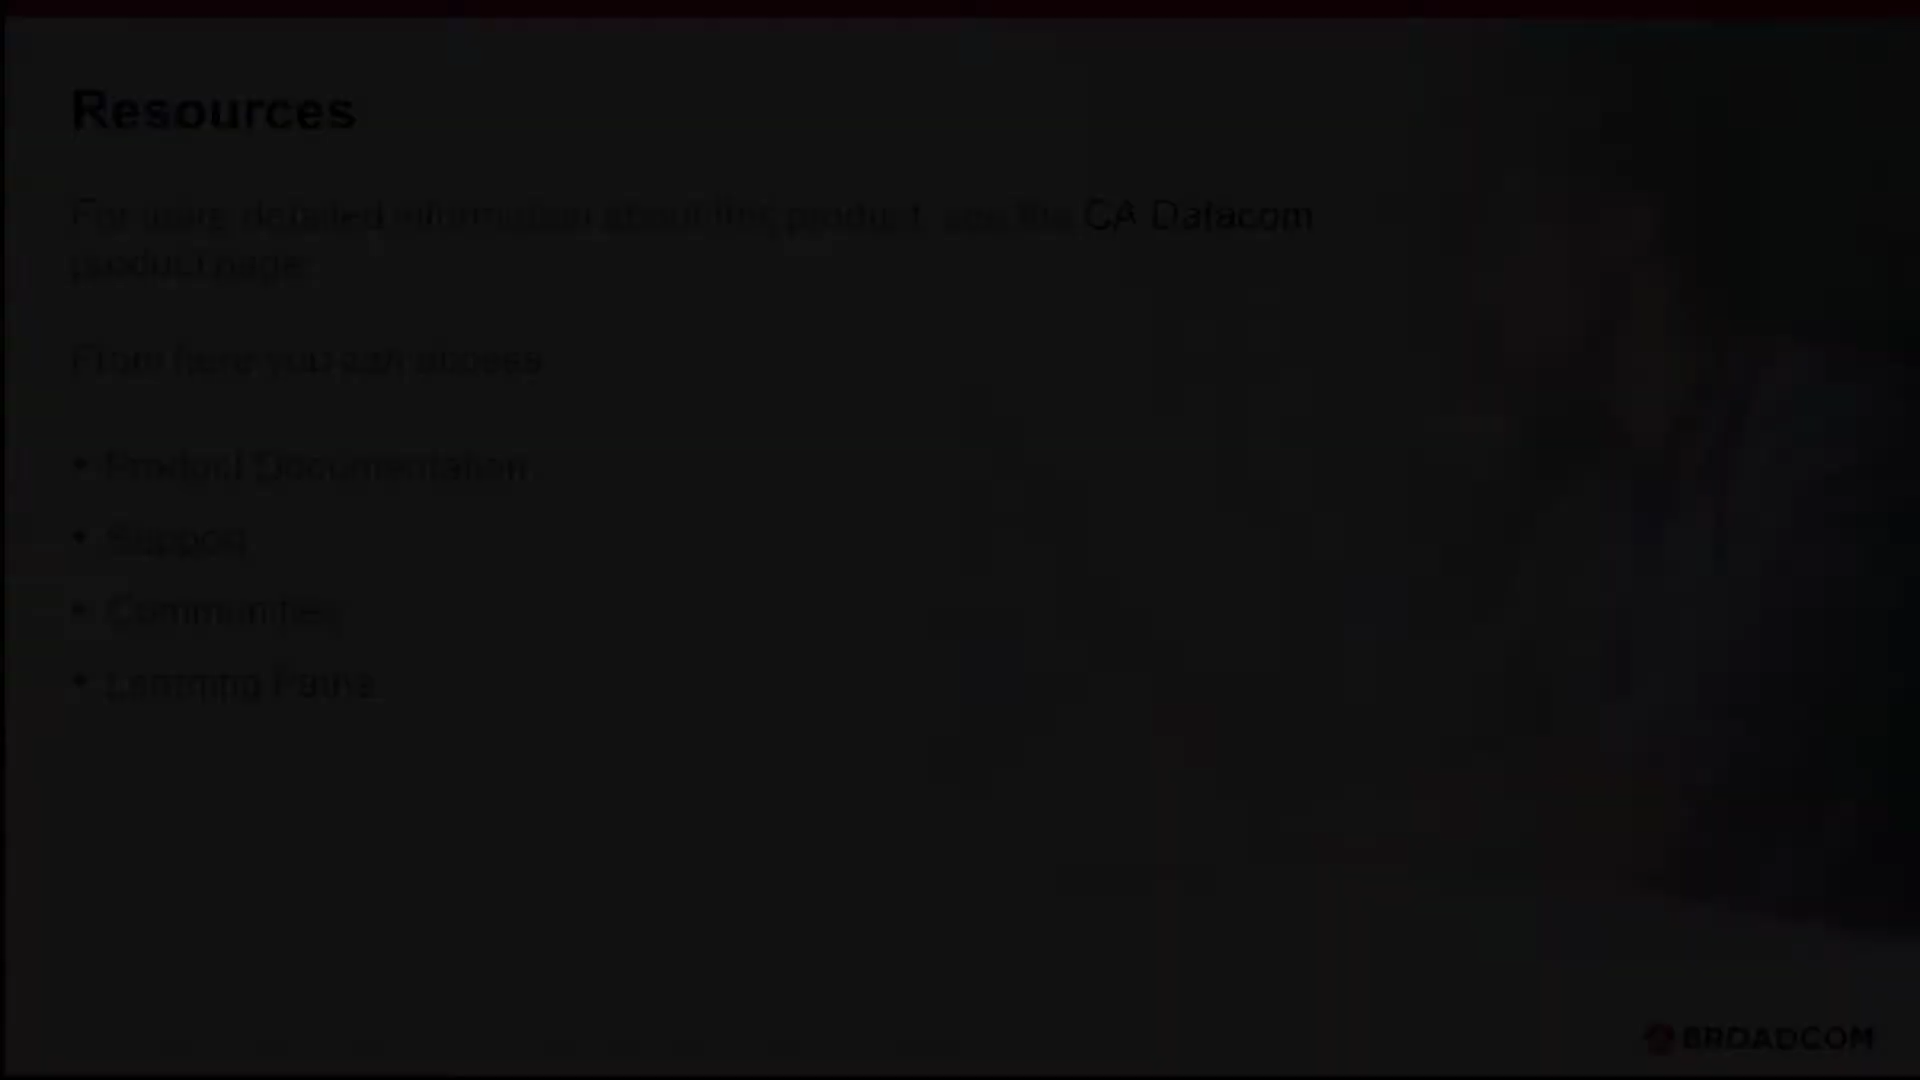 Resources
For more detailed information about this product, see the CA Datacom
product page.
From here you can access
• Product Documentation
• Support
• Communities
• Learning Paths
BROADCOM